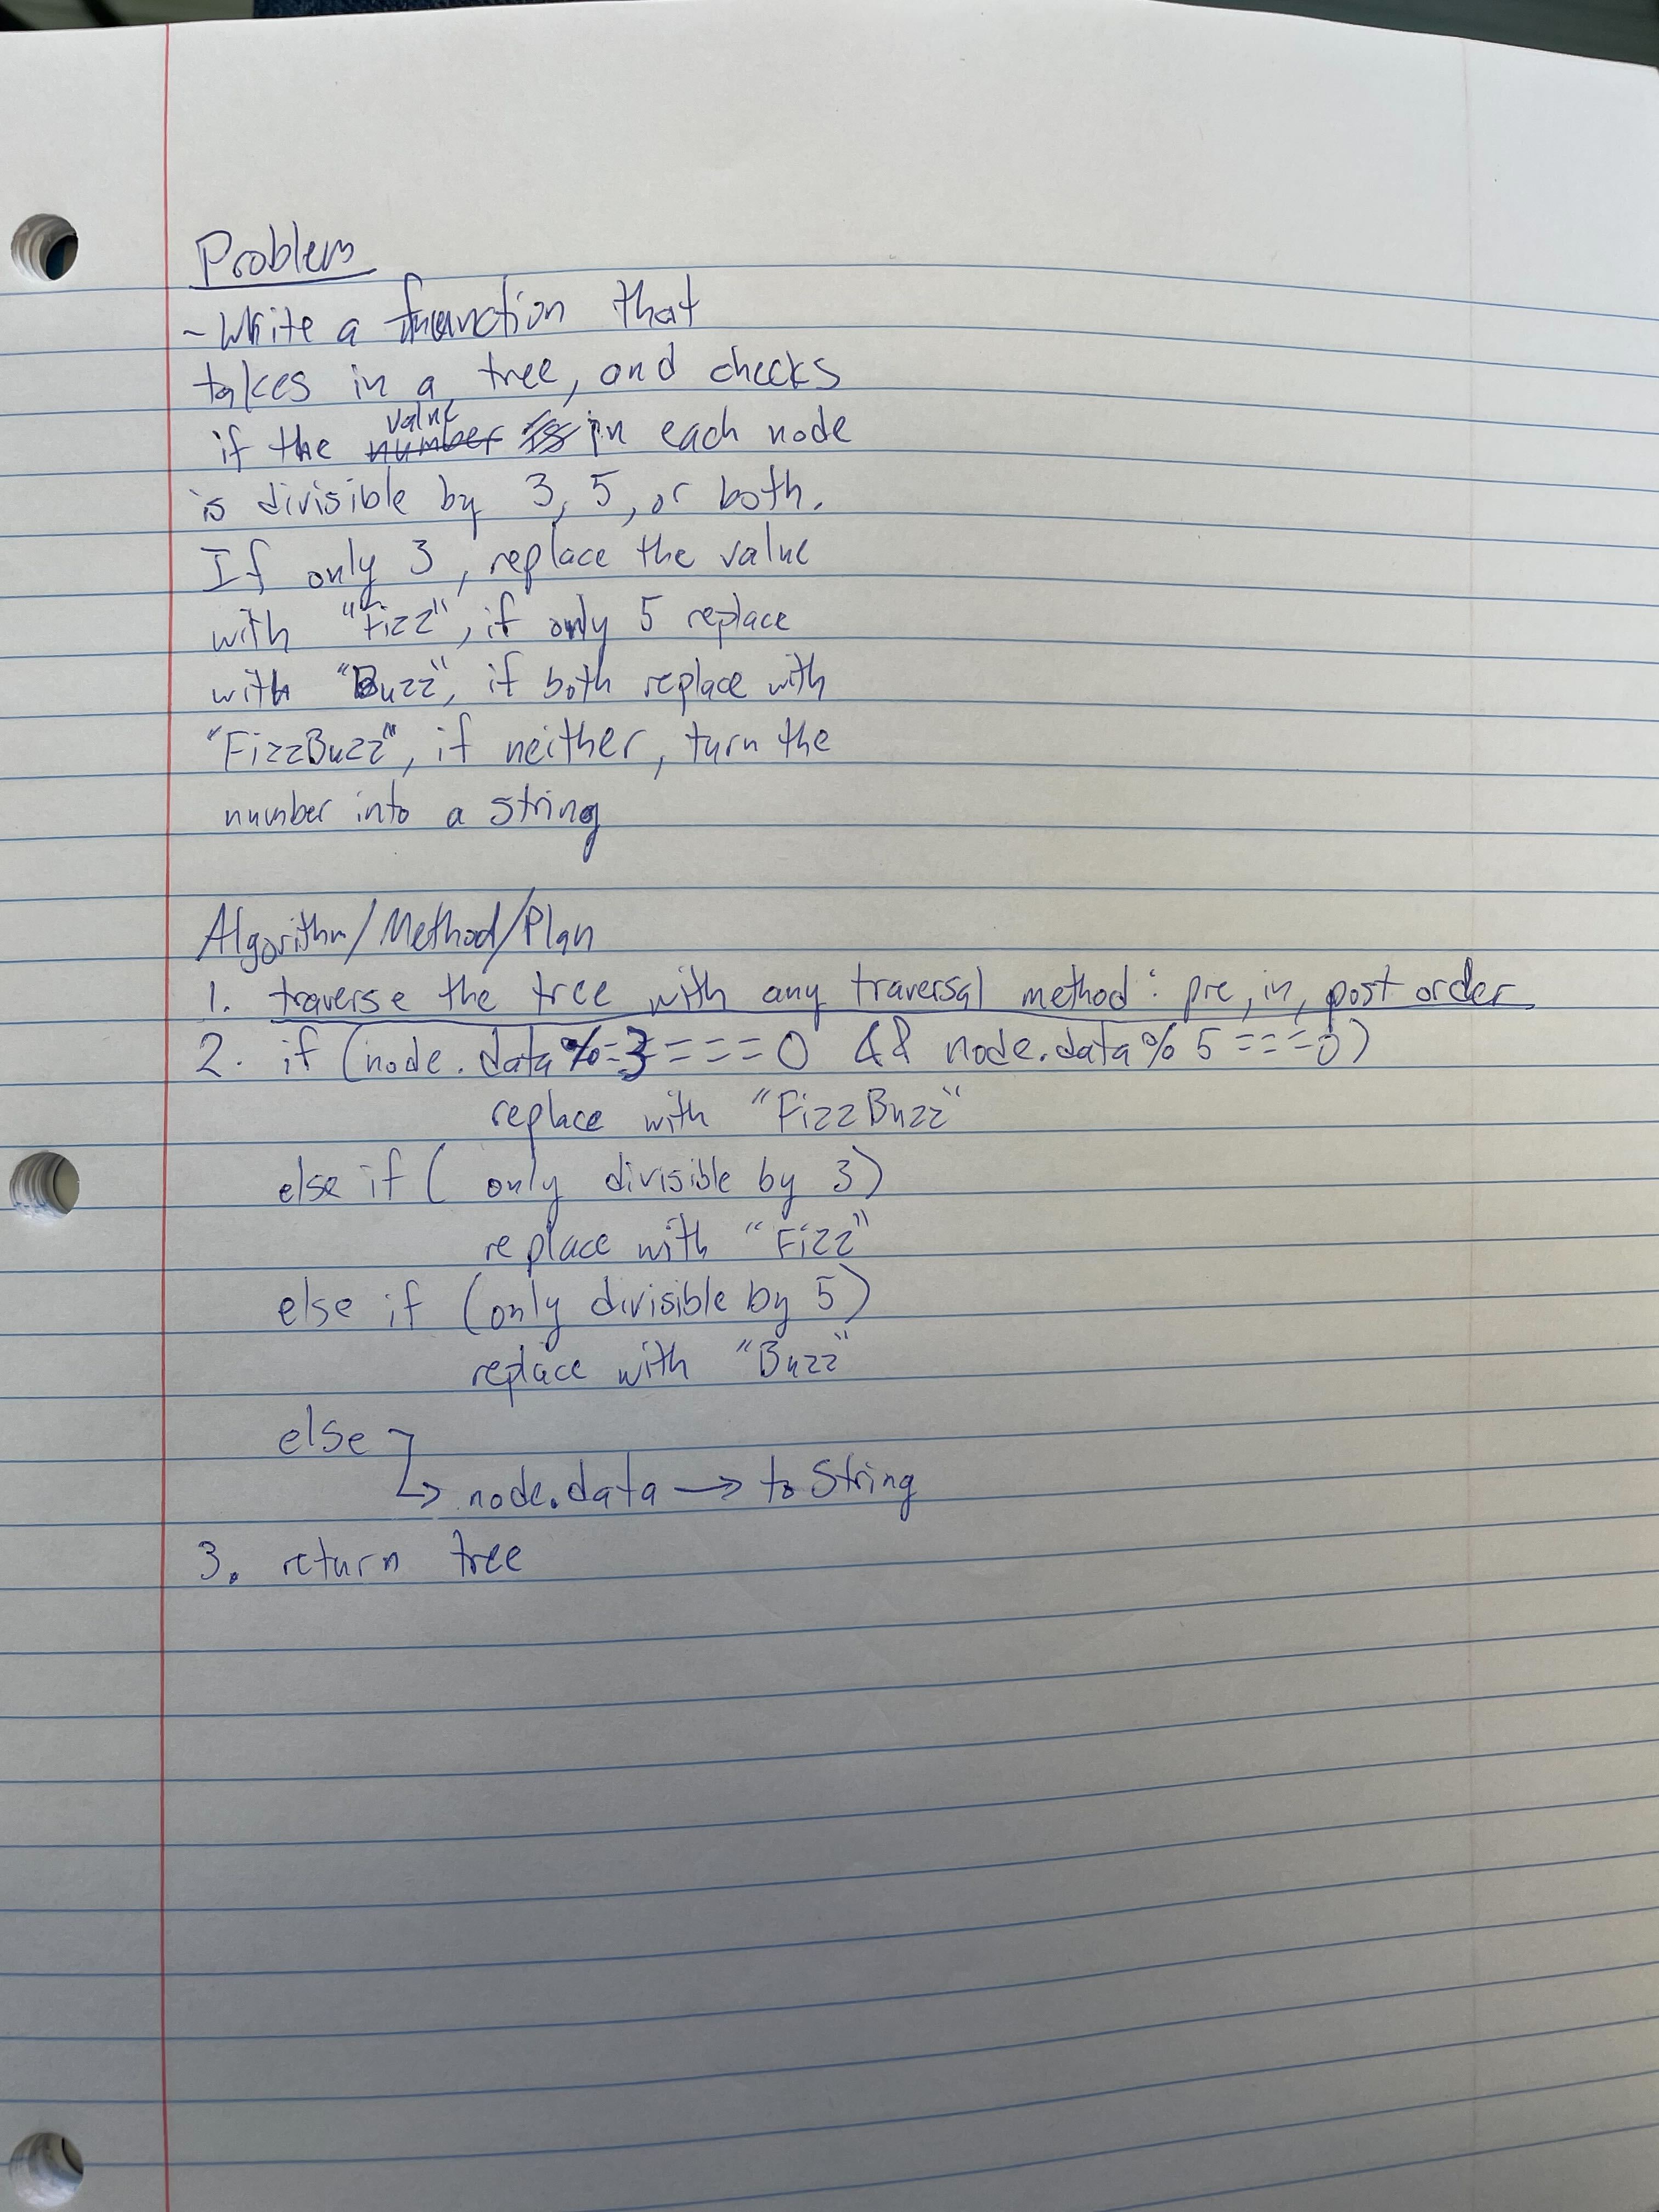 Problem
- Write a function that
takes in a tree, and checks
if the value in each node
is divisible by 3, 5, or both.
If only 3, replace the value
with "Fizz", if only 5 replace
with "Buzz", if both replace with
"FizzBuzz", if neither, turn the
number into a string
Algorithm/Method/Plan
1. traverse the tree with any traversal method: pre, in, post order
2. if (node.data % 3 === 0 && node.data % 5 === 0)
replace with "FizzBuzz"
else if ( only divisible by 3)
replace with "Fizz"
else if (only divisible by 5)
replace with "Buzz"
else
↳ node.data → to String
3. return tree